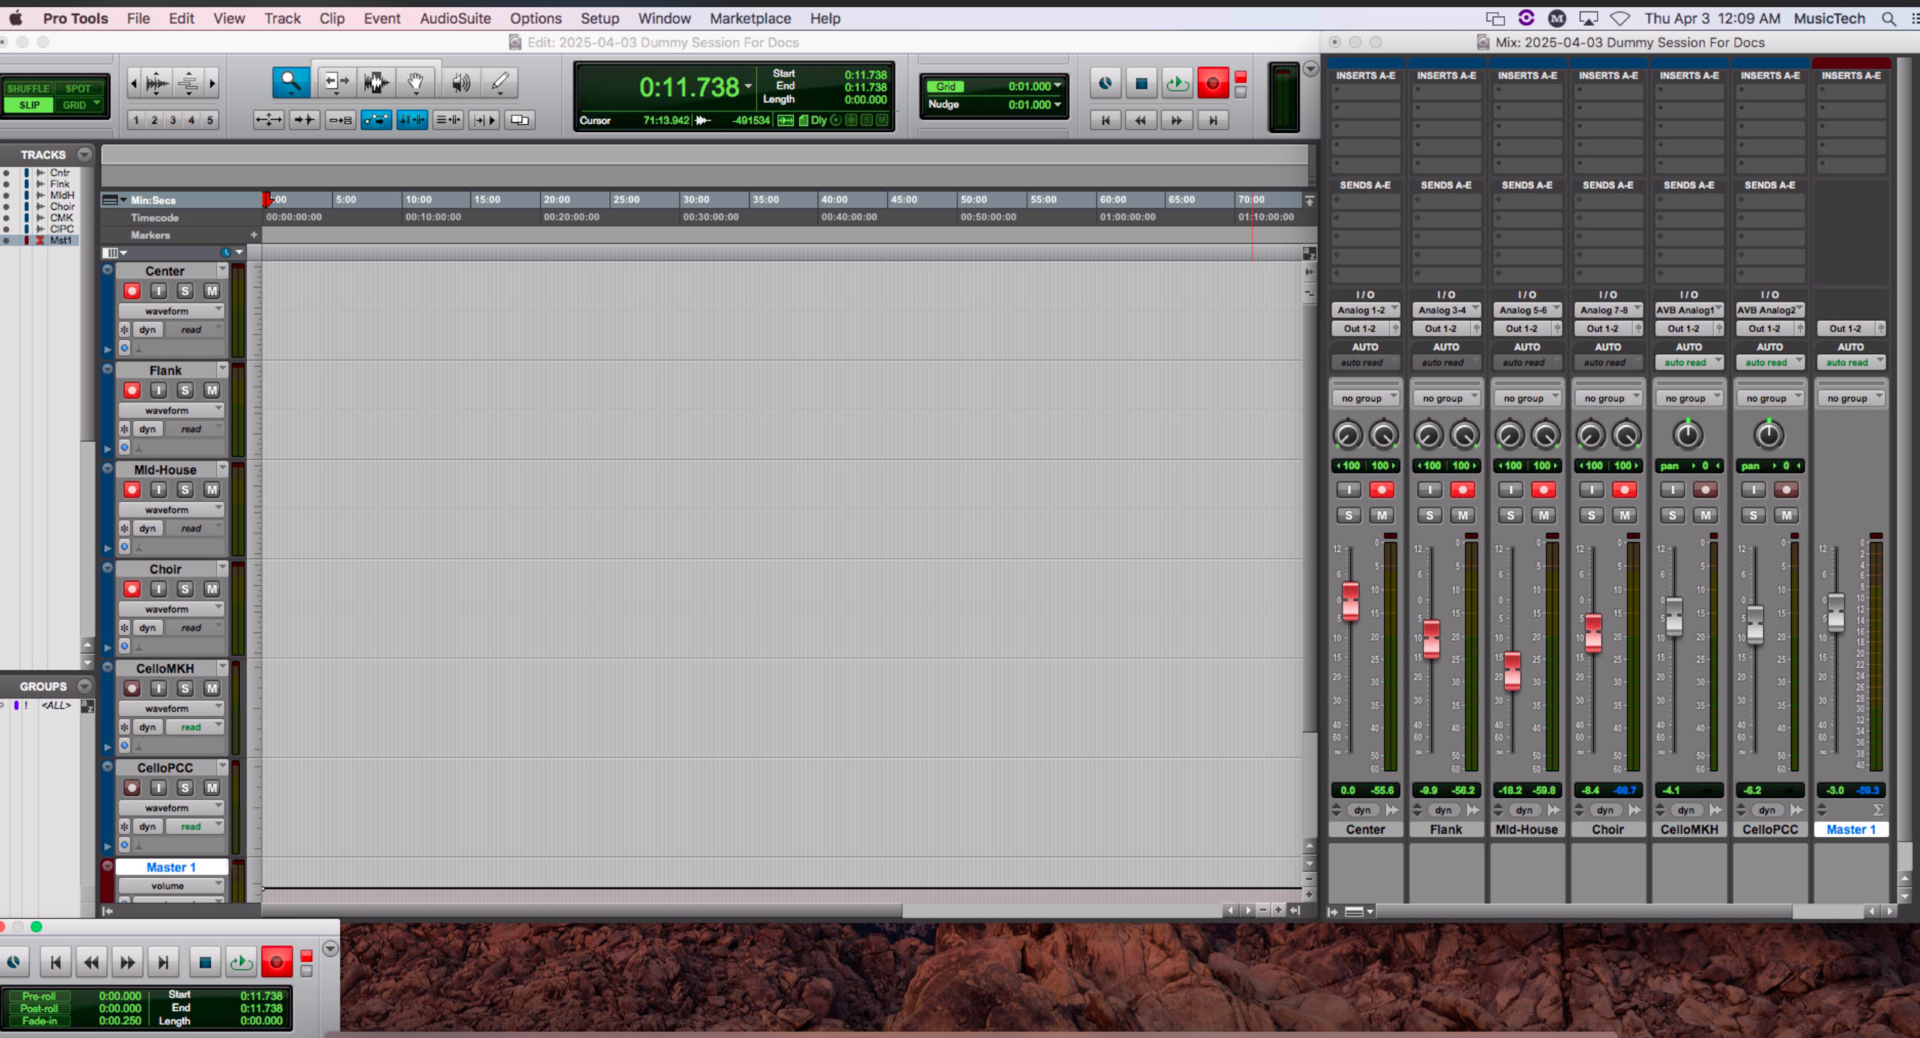 Pro Tools File Edit View Track Clip Event AudioSuite Options Setup Window Marketplace Help
Thu Apr 3 12:09 AM MusicTech
Edit: 2025-04-03 Dummy Session For Docs
SHUFFLE SPOT
SLIP GRID
1 2 3 4 5
0:11.738
Start 0:11.738
End 0:11.738
Length 0:00.000
Cursor 71:13.942 -491534 Dly
Grid 0:01.000
Nudge 0:01.000
TRACKS
Cntr
Flnk
MidH
Choir
CMK
ClPC
Mst1
GROUPS
! <ALL>
Min:Secs :00 5:00 10:00 15:00 20:00 25:00 30:00 35:00 40:00 45:00 50:00 55:00 60:00 65:00 70:00
Timecode 00:00:00:00 00:10:00:00 00:20:00:00 00:30:00:00 00:40:00:00 00:50:00:00 01:00:00:00 01:10:00:00
Markers +
Center
I S M
waveform
dyn read
Flank
I S M
waveform
dyn read
Mid-House
I S M
waveform
dyn read
Choir
I S M
waveform
dyn read
CelloMKH
I S M
waveform
dyn read
CelloPCC
I S M
waveform
dyn read
Master 1
volume
Pre-roll 0:00.000 Start 0:11.738
Post-roll 0:00.000 End 0:11.738
Fade-in 0:00.250 Length 0:00.000
Mix: 2025-04-03 Dummy Session For Docs
INSERTS A-E INSERTS A-E INSERTS A-E INSERTS A-E INSERTS A-E INSERTS A-E INSERTS A-E
SENDS A-E SENDS A-E SENDS A-E SENDS A-E SENDS A-E SENDS A-E
I/O I/O I/O I/O I/O I/O
Analog 1-2 Analog 3-4 Analog 5-6 Analog 7-8 AVB Analog1 AVB Analog2
Out 1-2 Out 1-2 Out 1-2 Out 1-2 Out 1-2 Out 1-2 Out 1-2
AUTO AUTO AUTO AUTO AUTO AUTO AUTO
auto read auto read auto read auto read auto read auto read auto read
no group no group no group no group no group no group no group
100 100 100 100 100 100 100 100 pan 0 pan 0
I I I I I I
S M S M S M S M S M S M
0.0 -55.6 -9.9 -56.2 -18.2 -59.8 -8.4 -4.1 -6.2 -3.0
dyn dyn dyn dyn dyn dyn Σ
Center Flank Mid-House Choir CelloMKH CelloPCC Master 1